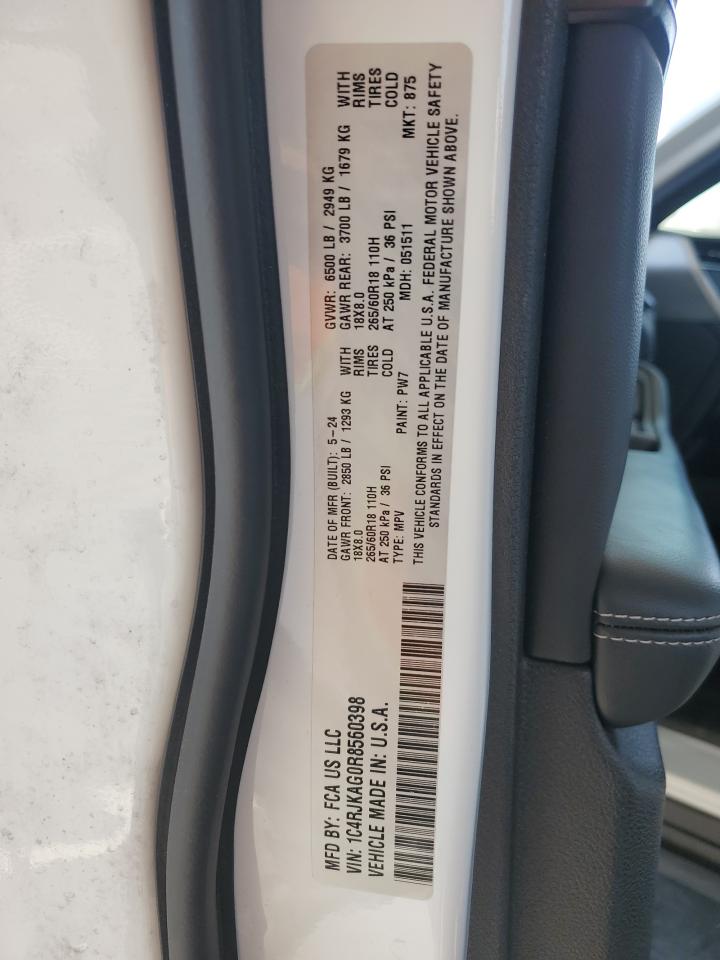 MFD BY: FCA US LLC
VIN: 1C4RJKAG0R8560398
VEHICLE MADE IN: U.S.A.
DATE OF MFR (BUILT): 5-24
GAWR FRONT: 2850 LB / 1293 KG WITH
18X8.0 RIMS
265/60R18 110H TIRES
AT 250 kPa / 36 PSI COLD
TYPE: MPV PAINT: PW7
GVWR: 6500 LB / 2949 KG
GAWR REAR: 3700 LB / 1679 KG WITH
18X8.0 RIMS
265/60R18 110H TIRES
AT 250 kPa / 36 PSI COLD
MDH: 051511 MKT: 875
THIS VEHICLE CONFORMS TO ALL APPLICABLE U.S.A. FEDERAL MOTOR VEHICLE SAFETY
STANDARDS IN EFFECT ON THE DATE OF MANUFACTURE SHOWN ABOVE.